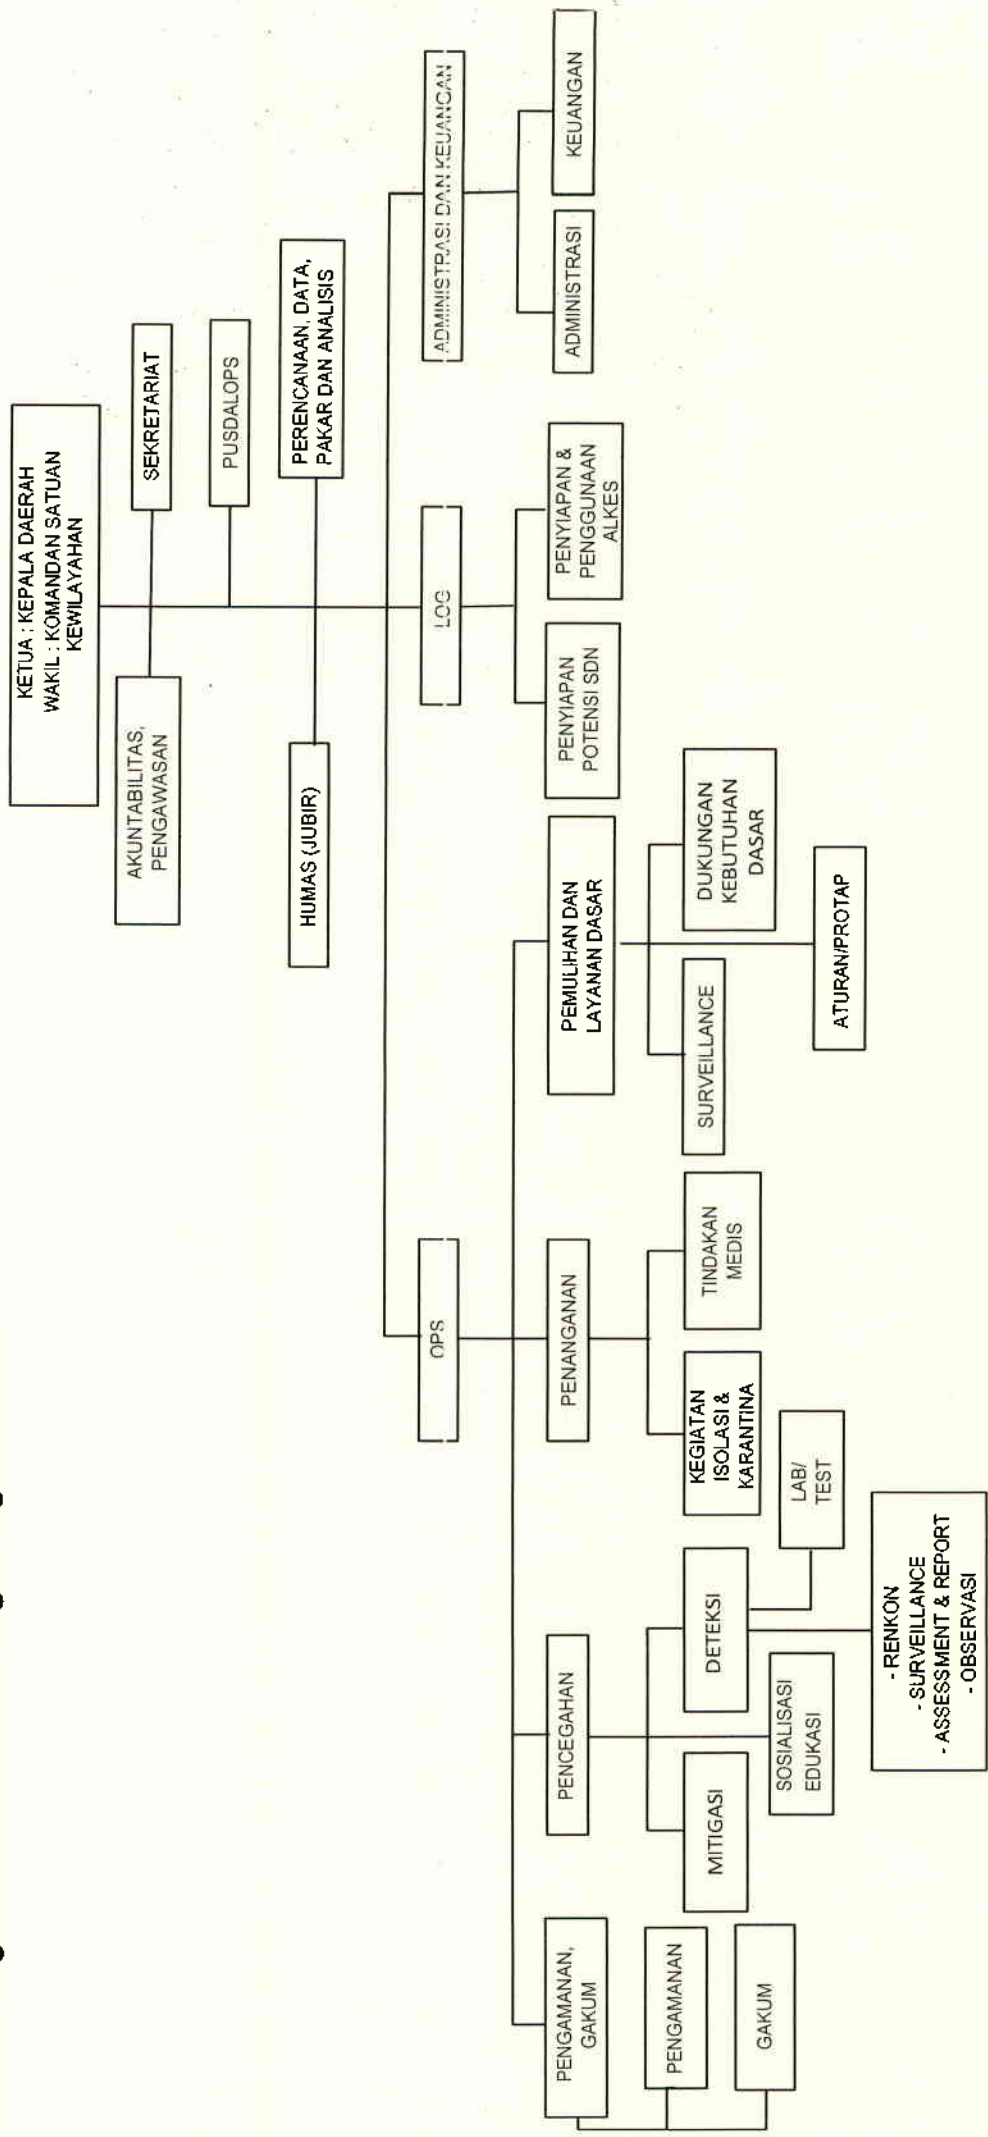 KETUA : KEPALA DAERAH
WAKIL : KOMANDAN SATUAN
KEWILAYAHAN
AKUNTABILITAS,
PENGAWASAN
SEKRETARIAT
PUSDALOPS
HUMAS (JUBIR)
PERENCANAAN, DATA,
PAKAR DAN ANALISIS
OPS
LOG
ADMINISTRASI DAN KEUANGAN
PENGAMANAN,
GAKUM
PENCEGAHAN
PENANGANAN
PEMULIHAN DAN
LAYANAN DASAR
PENYIAPAN
POTENSI SDN
PENYIAPAN &
PENGGUNAAN
ALKES
ADMINISTRASI
KEUANGAN
PENGAMANAN
GAKUM
MITIGASI
DETEKSI
SOSIALISASI
EDUKASI
LAB/
TEST
- RENKON
- SURVEILLANCE
- ASSESSMENT & REPORT
- OBSERVASI
KEGIATAN
ISOLASI &
KARANTINA
TINDAKAN
MEDIS
SURVEILLANCE
DUKUNGAN
KEBUTUHAN
DASAR
ATURAN/PROTAP